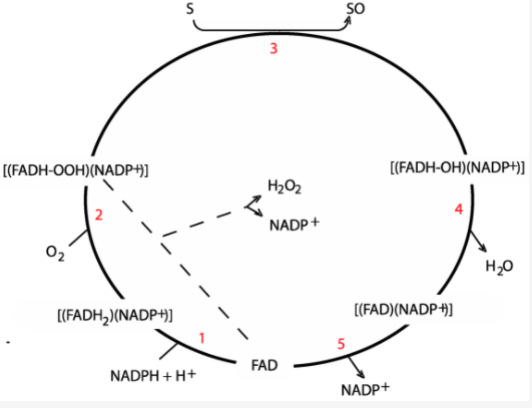 S SO
3
[(FADH-OOH)(NADP+)] [(FADH-OH)(NADP+)]
H2O2
NADP+
2 4
O2
H2O
[(FADH2)(NADP+)] [(FAD)(NADP+)]
1 5
FAD
NADPH + H+
NADP+